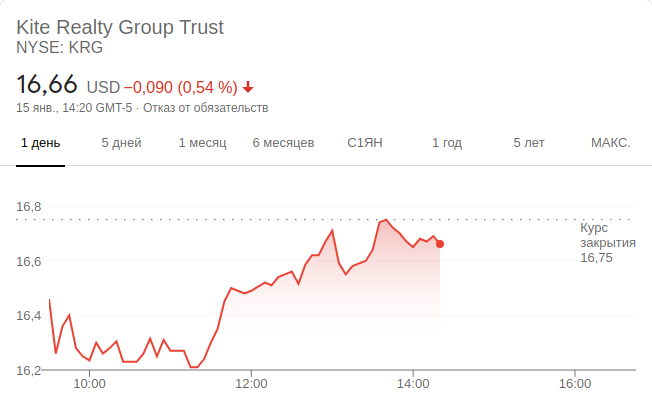 Kite Realty Group Trust
NYSE: KRG
16,66 USD −0,090 (0,54 %)
15 янв., 14:20 GMT-5 · Отказ от обязательств
1 день 5 дней 1 месяц 6 месяцев С1ЯН 1 год 5 лет МАКС.
16,8
Курс
закрытия
16,75
16,6
16,4
16,2
10:00 12:00 14:00 16:00